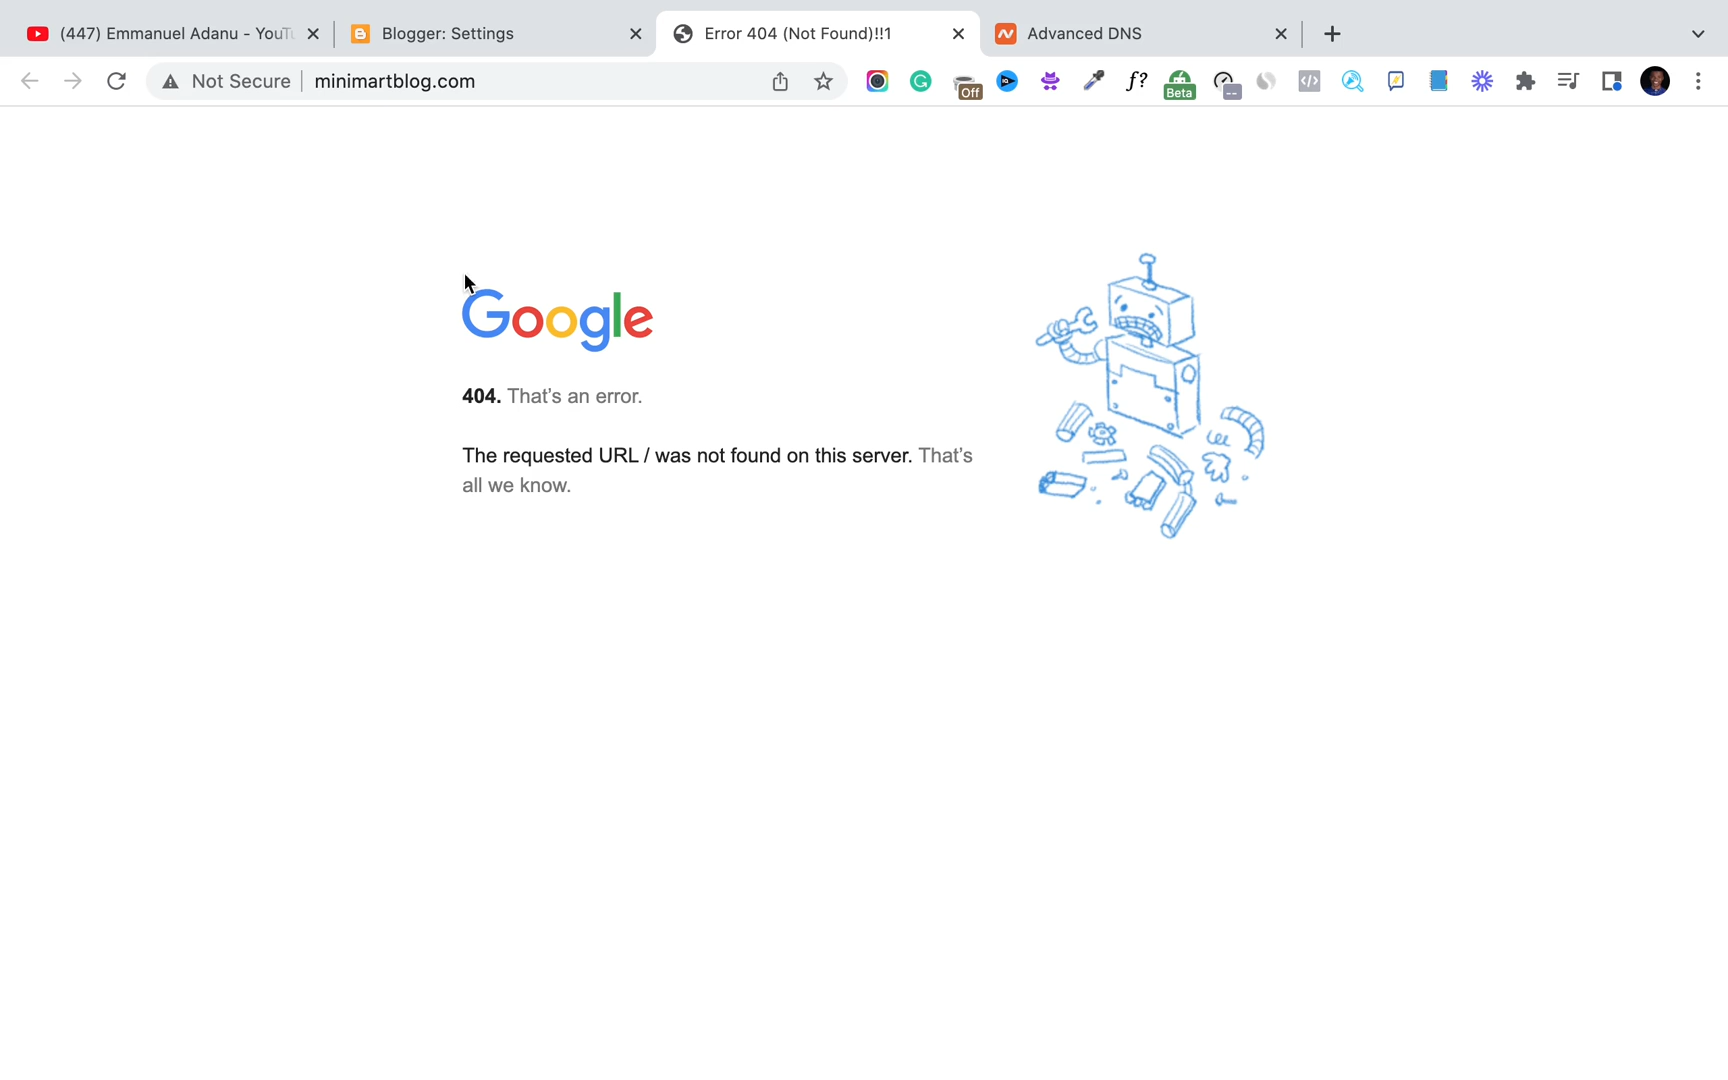 (447) Emmanuel Adanu - YouTu
Blogger: Settings
Error 404 (Not Found)!!1
Advanced DNS
Not Secure
minimartblog.com
Off
f?
Beta
--
Google
404. That's an error.
The requested URL / was not found on this server. That's
all we know.